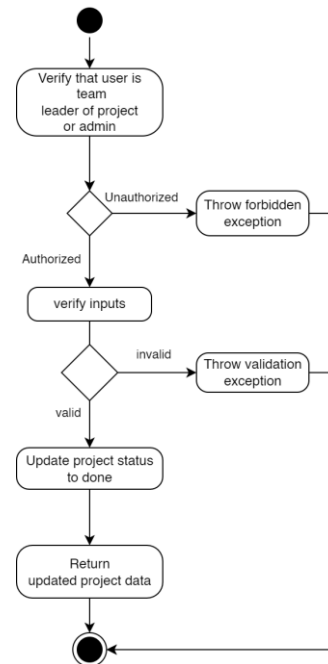 Verify that user is
team
leader of project
or admin
Unauthorized
Throw forbidden
exception
Authorized
verify inputs
invalid
Throw validation
exception
valid
Update project status
to done
Return
updated project data